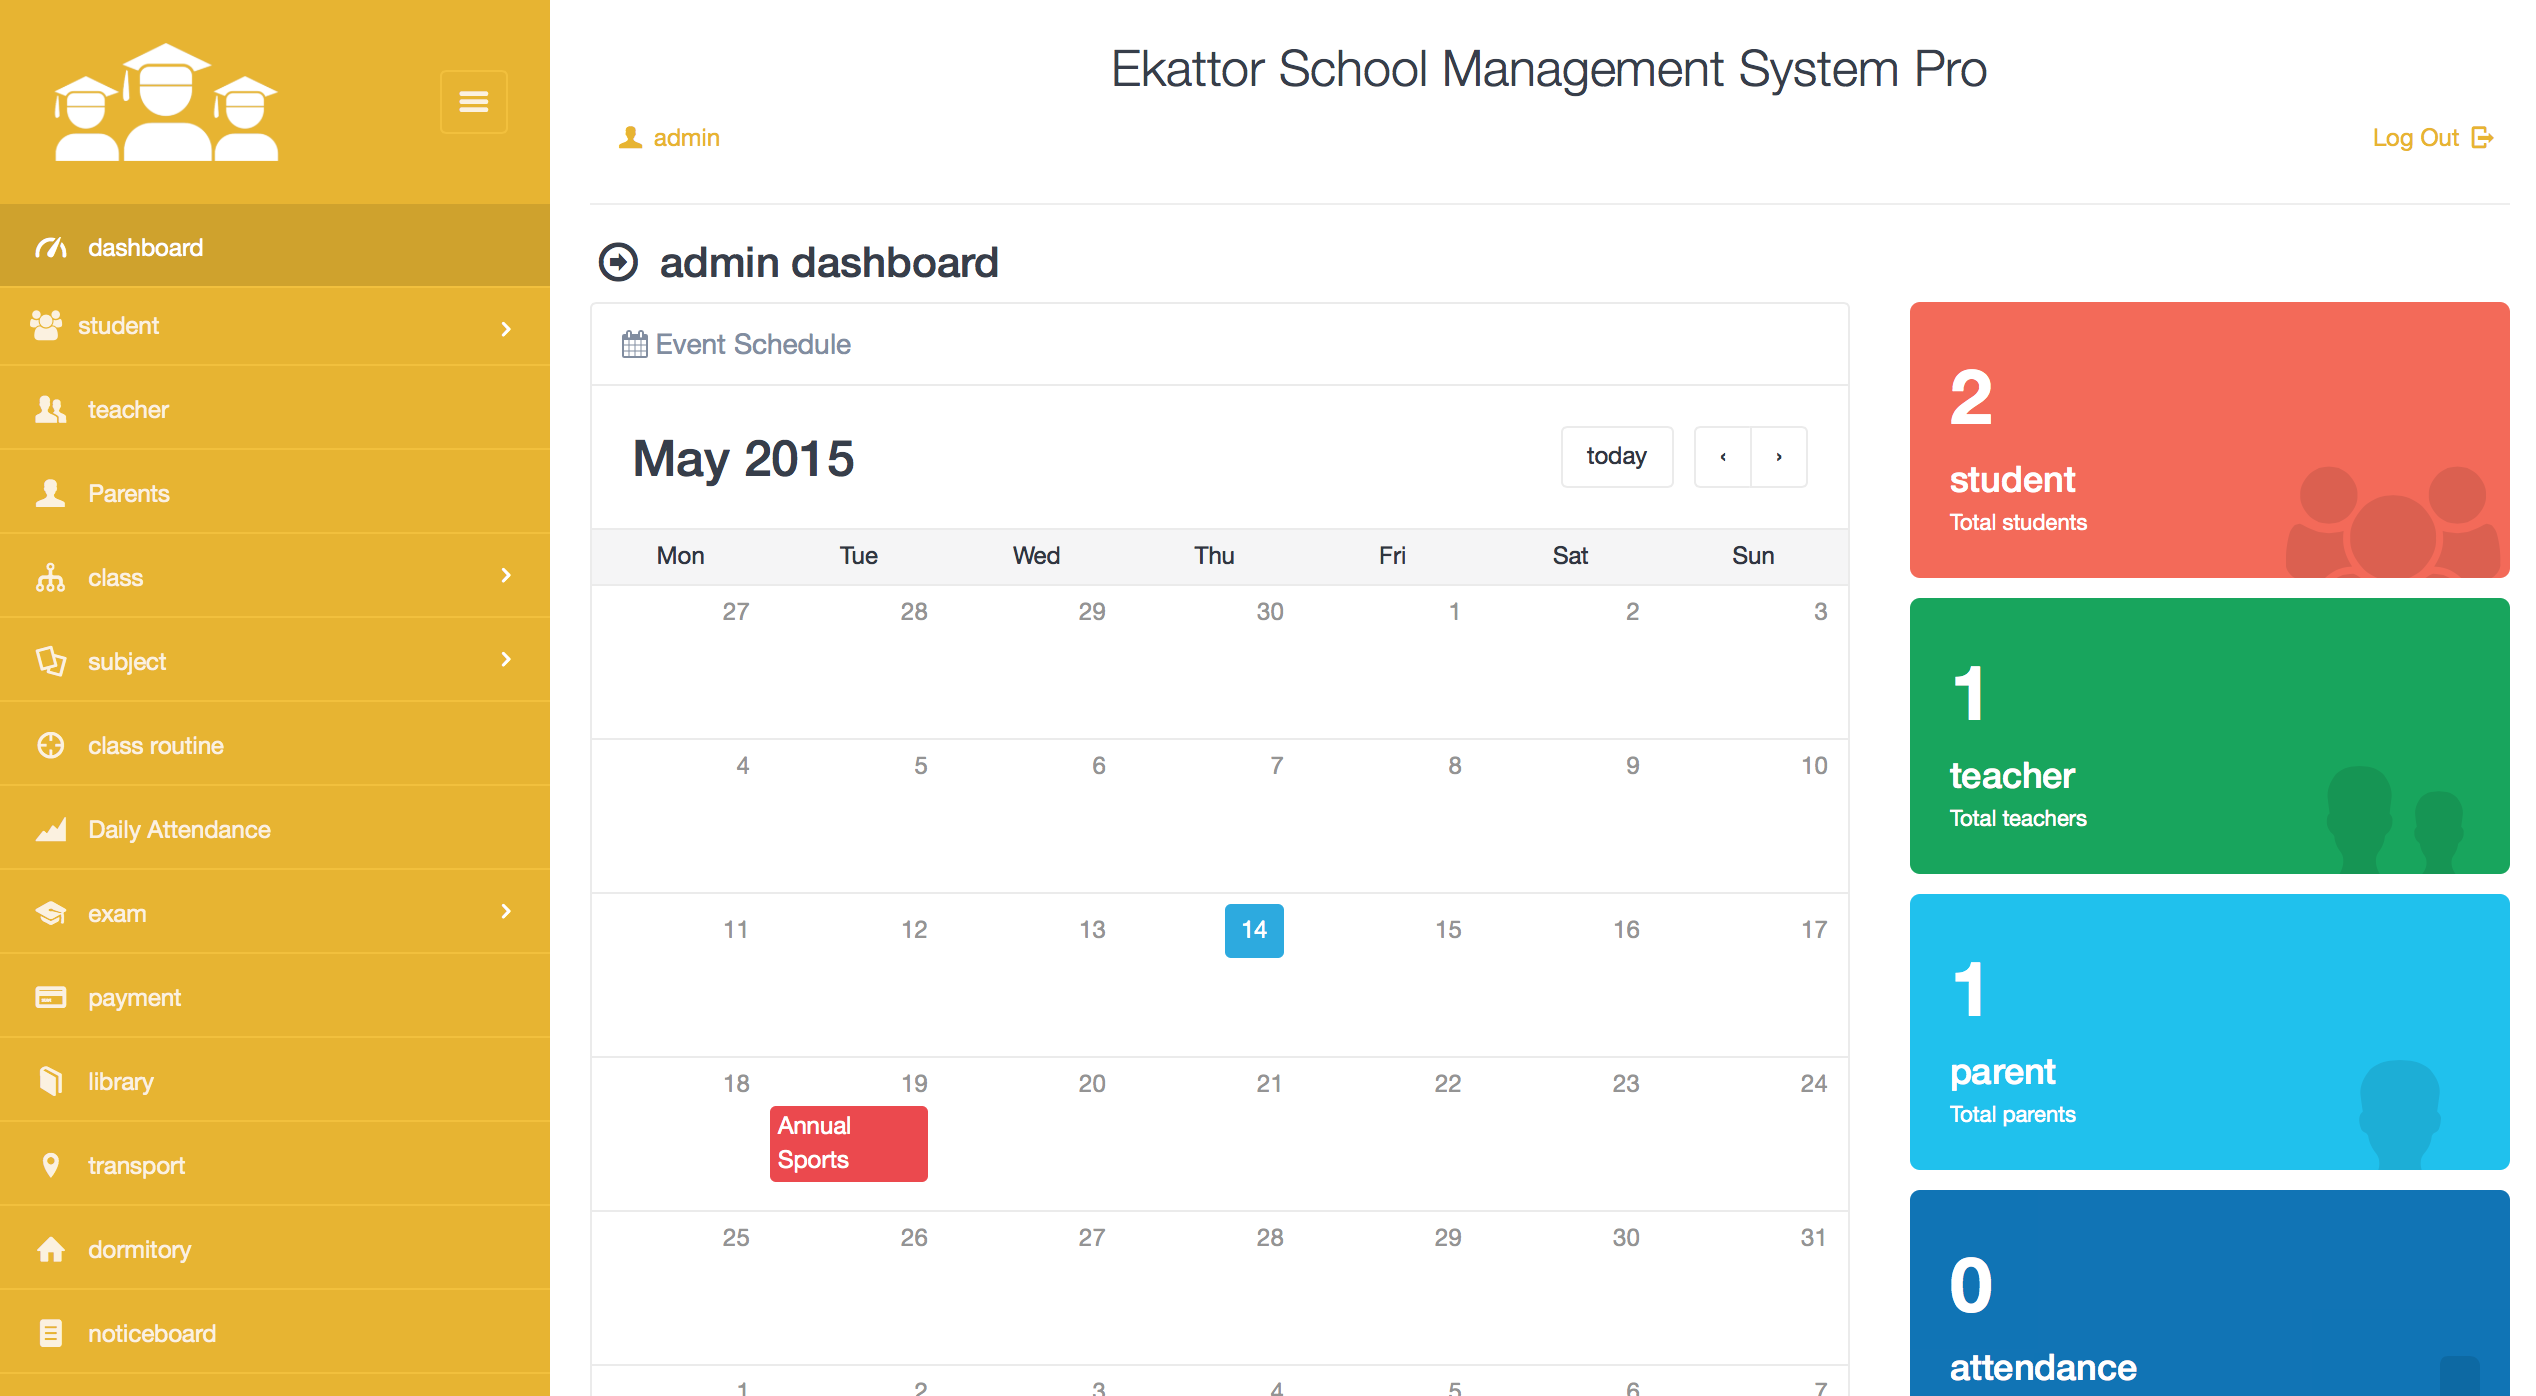 Ekattor School Management System Pro
admin
Log Out
dashboard
student
teacher
Parents
class
subject
class routine
Daily Attendance
exam
payment
library
transport
dormitory
noticeboard
admin dashboard
Event Schedule
May 2015
today
‹ ›
Mon Tue Wed Thu Fri Sat Sun
27 28 29 30 1 2 3
4 5 6 7 8 9 10
11 12 13 14 15 16 17
18 19 20 21 22 23 24
Annual
Sports
25 26 27 28 29 30 31
1 2 3 4 5 6 7
2
student
Total students
1
teacher
Total teachers
1
parent
Total parents
0
attendance